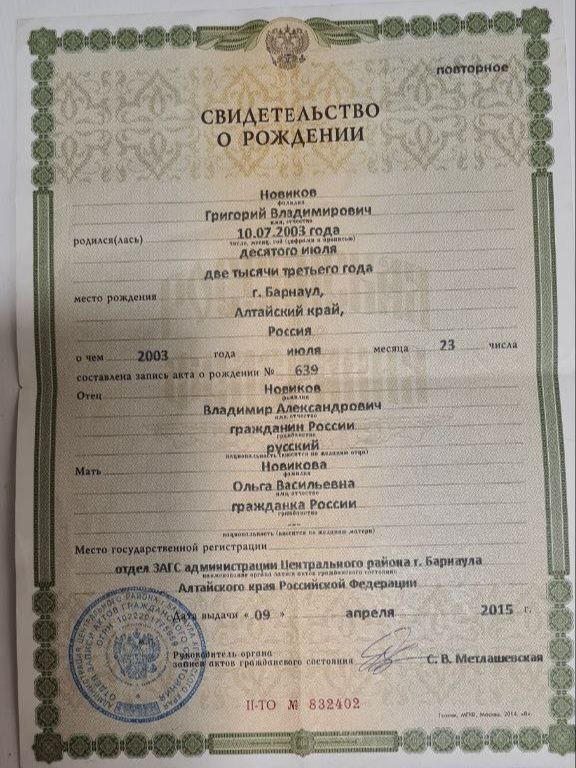 повторное
СВИДЕТЕЛЬСТВО
О РОЖДЕНИИ
Новиков
фамилия
Григорий Владимирович
имя, отчество
родился(лась) 10.07.2003 года
число, месяц, год (цифрами и прописью)
десятого июля
две тысячи третьего года
место рождения г. Барнаул,
Алтайский край,
Россия
о чем 2003 года июля месяца 23 числа
составлена запись акта о рождении № 639
Отец Новиков
фамилия
Владимир Александрович
имя, отчество
гражданин России
гражданство
русский
национальность (вносится по желанию отца)
Мать Новикова
фамилия
Ольга Васильевна
имя, отчество
гражданка России
гражданство
---
национальность (вносится по желанию матери)
Место государственной регистрации
отдел ЗАГС администрации Центрального района г. Барнаула
наименование органа записи актов гражданского состояния
Алтайского края Российской Федерации
Дата выдачи « 09 » апреля 2015 г.
Руководитель органа
записи актов гражданского состояния С. В. Метлашевская
II-ТО № 832402
Гознак, МПФ, Москва, 2014, «В».